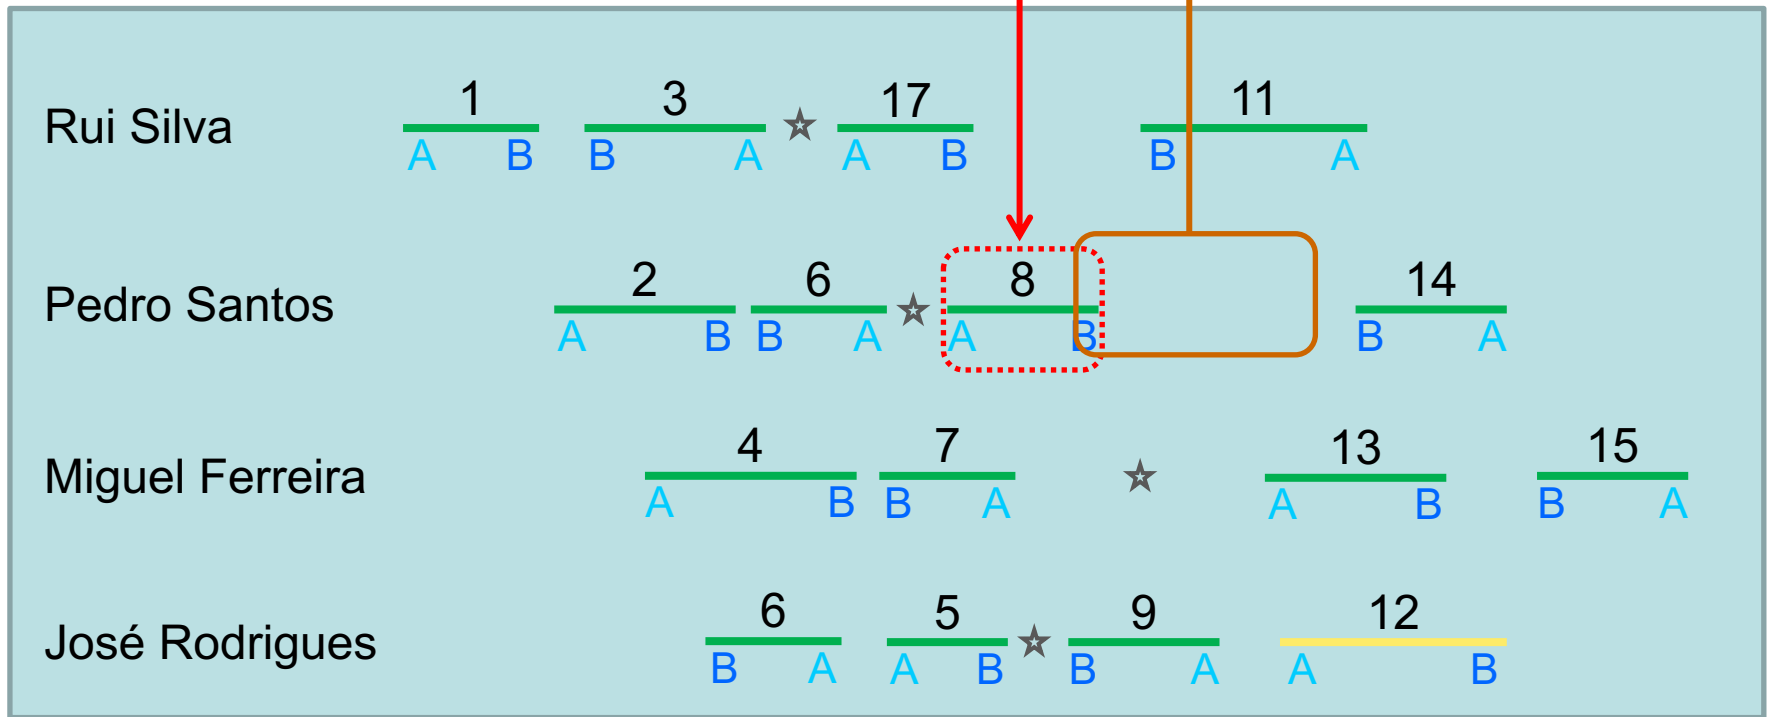 1 3 17 11
Rui Silva
A B B A A B B A
2 6 8 14
Pedro Santos
A B B A A B B A
4 7 13 15
Miguel Ferreira
A B B A A B B A
6 5 9 12
José Rodrigues
B A A B B A A B